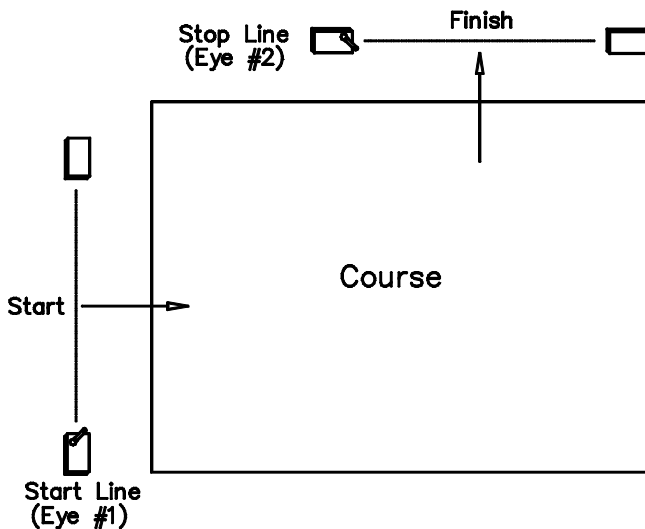 Finish
Stop Line
(Eye #2)
Course
Start
Start Line
(Eye #1)